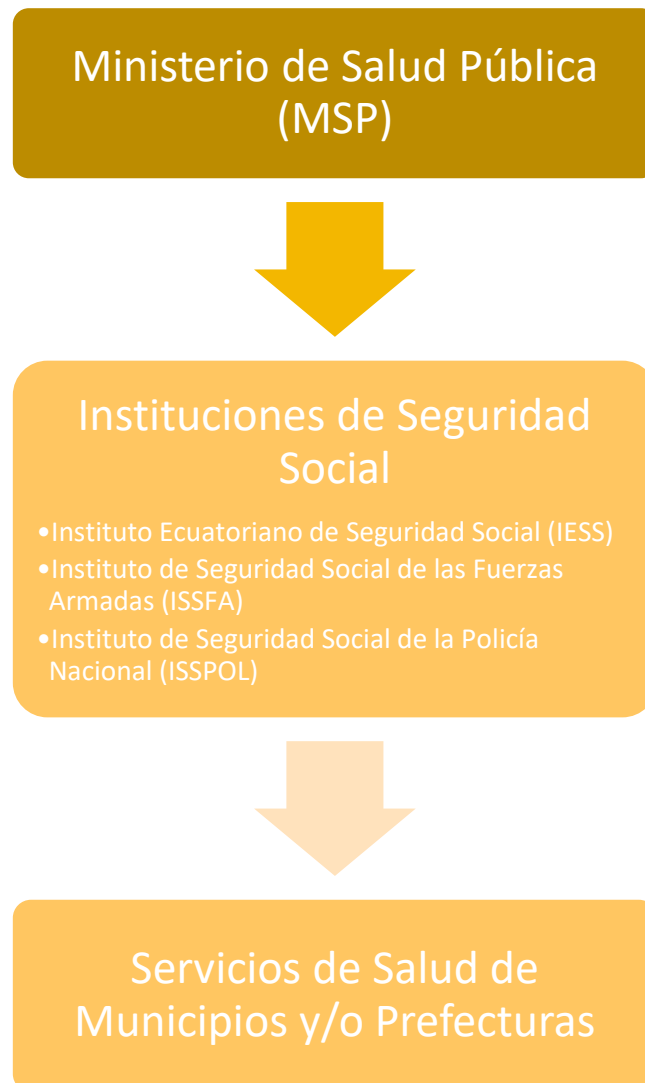 Ministerio de Salud Pública
(MSP)
Instituciones de Seguridad
Social
•Instituto Ecuatoriano de Seguridad Social (IESS)
•Instituto de Seguridad Social de las Fuerzas
Armadas (ISSFA)
•Instituto de Seguridad Social de la Policía
Nacional (ISSPOL)
Servicios de Salud de
Municipios y/o Prefecturas